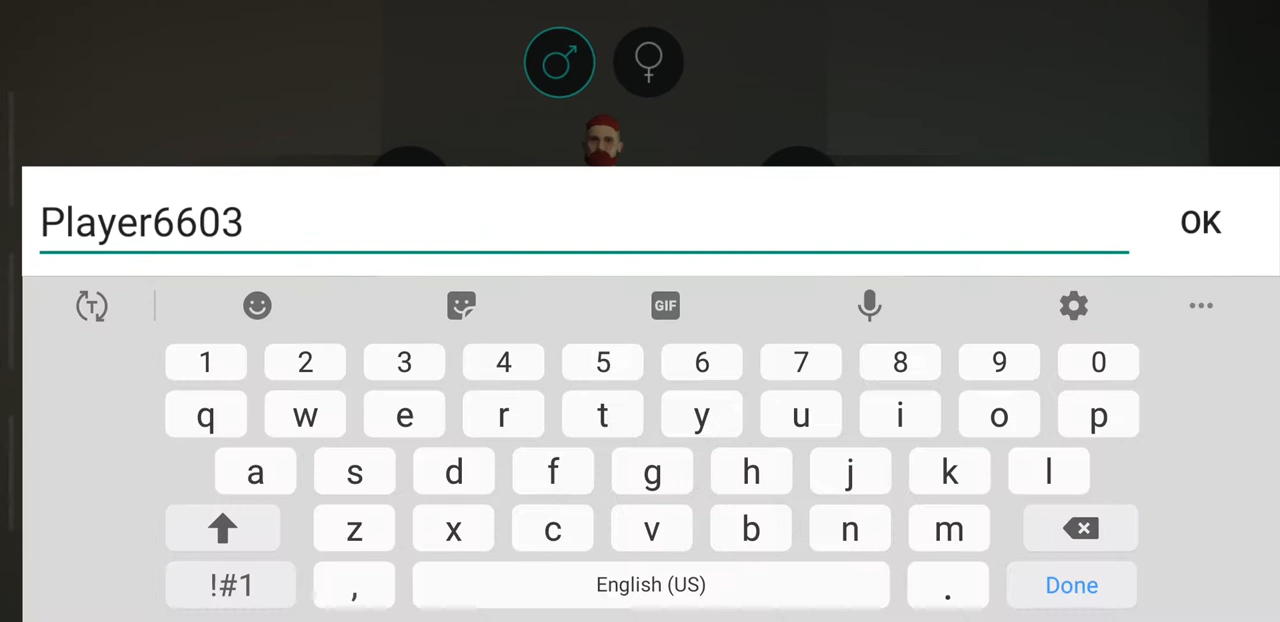 Player6603
OK
T
GIF
1 2 3 4 5 6 7 8 9 0
q w e r t y u i o p
a s d f g h j k l
z x c v b n m
!#1 , English (US) . Done